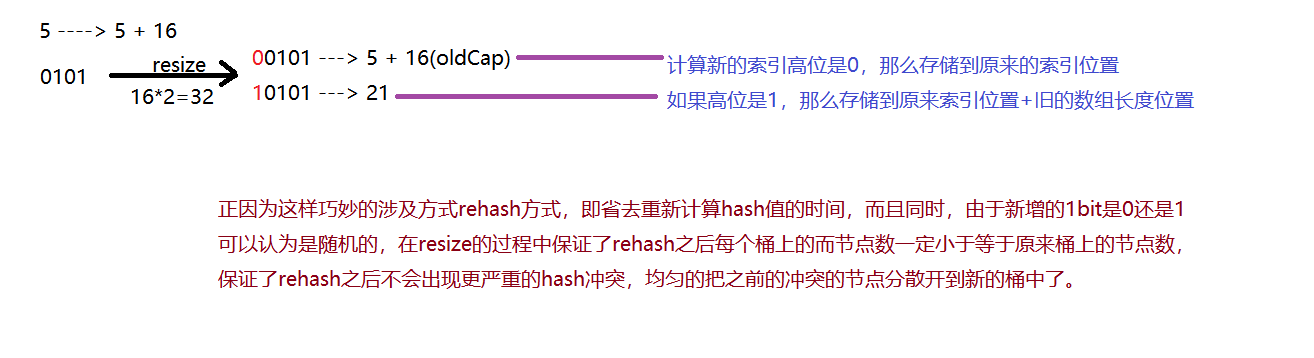 5 ----> 5 + 16
0101
resize
16*2=32
00101 ---> 5 + 16(oldCap)
10101 ---> 21
计算新的索引高位是0，那么存储到原来的索引位置
如果高位是1，那么存储到原来索引位置+旧的数组长度位置
正因为这样巧妙的涉及方式rehash方式，即省去重新计算hash值的时间，而且同时，由于新增的1bit是0还是1
可以认为是随机的，在resize的过程中保证了rehash之后每个桶上的而节点数一定小于等于原来桶上的节点数，
保证了rehash之后不会出现更严重的hash冲突，均匀的把之前的冲突的节点分散开到新的桶中了。